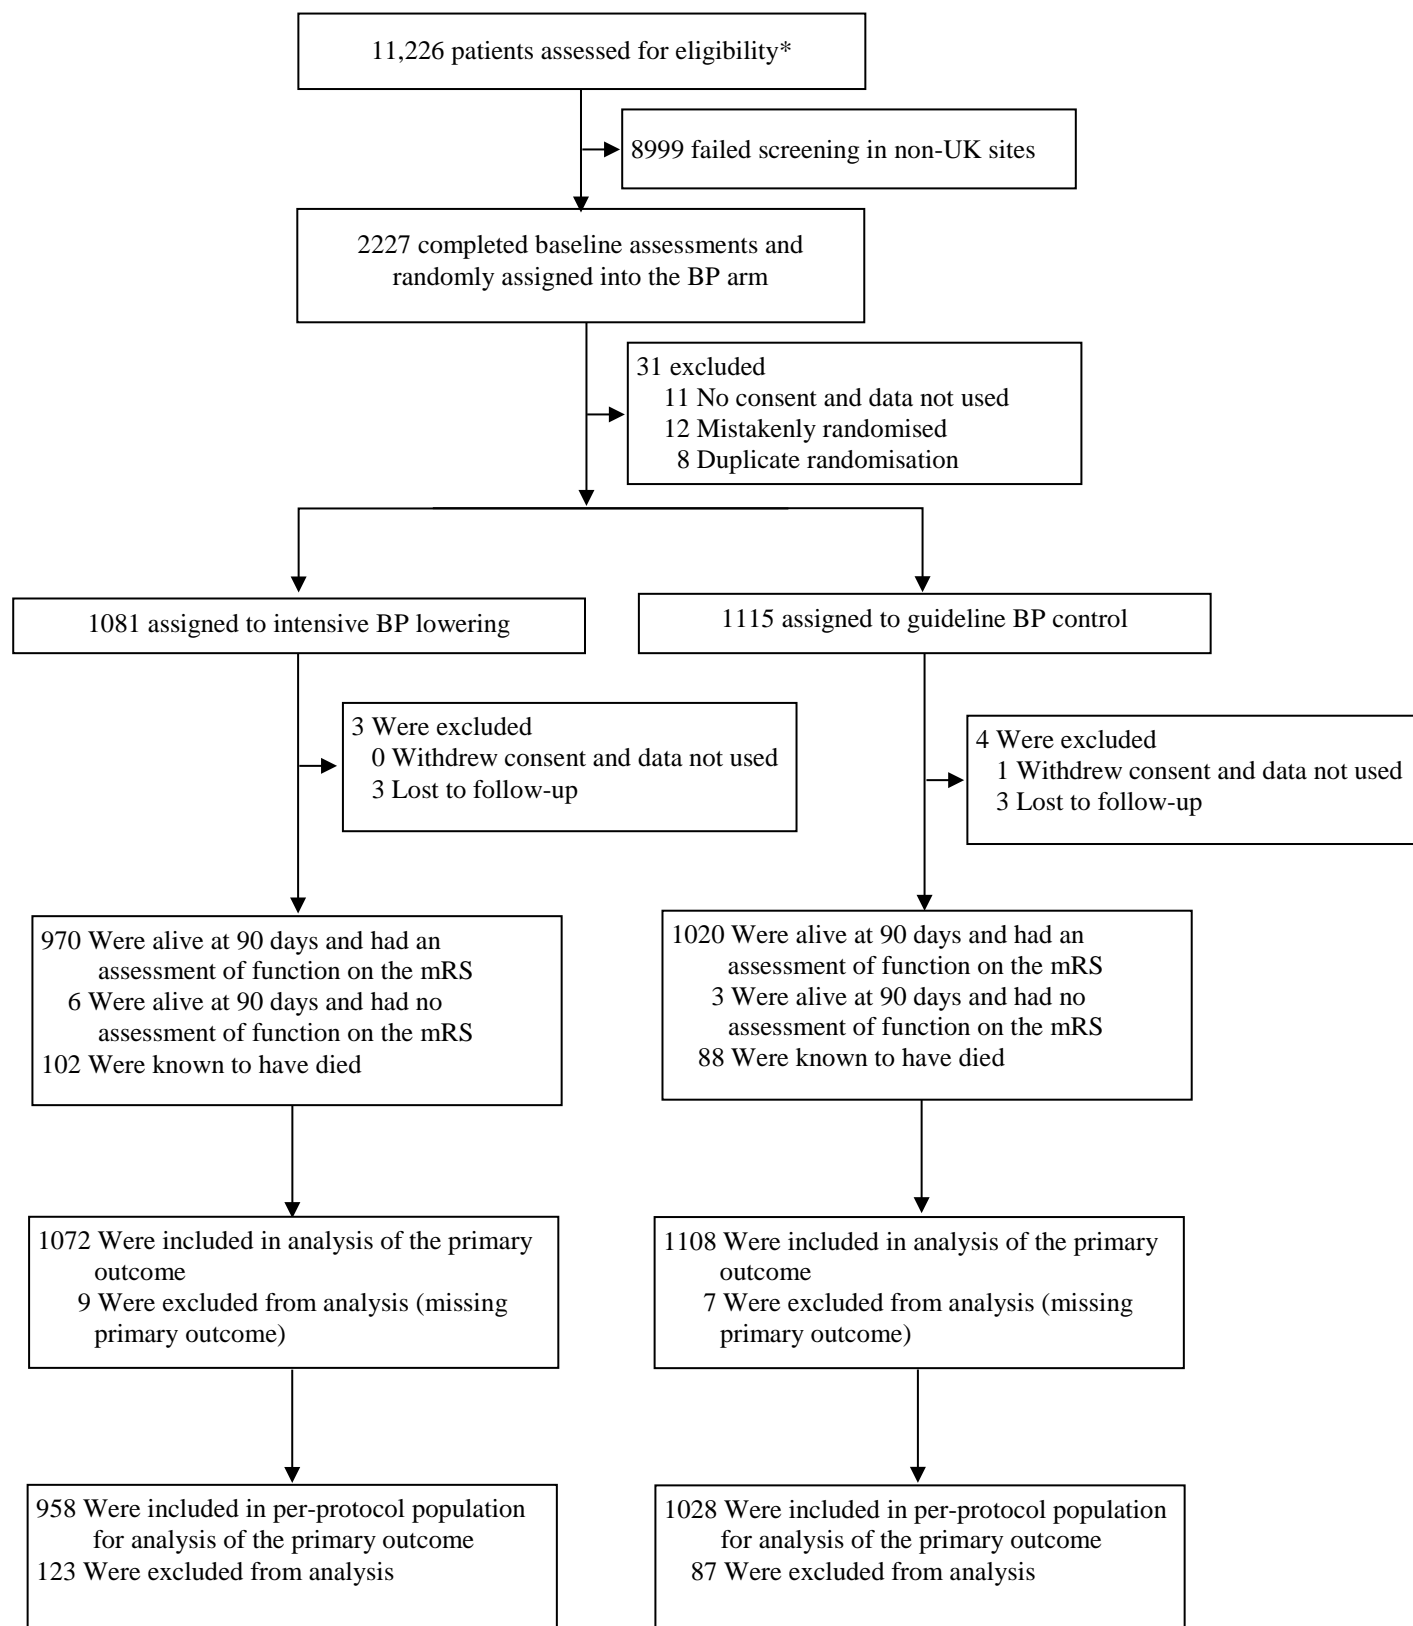 11,226 patients assessed for eligibility*
8999 failed screening in non-UK sites
2227 completed baseline assessments and
randomly assigned into the BP arm
31 excluded
11 No consent and data not used
12 Mistakenly randomised
8 Duplicate randomisation
1081 assigned to intensive BP lowering
1115 assigned to guideline BP control
3 Were excluded
0 Withdrew consent and data not used
3 Lost to follow-up
4 Were excluded
1 Withdrew consent and data not used
3 Lost to follow-up
970 Were alive at 90 days and had an
assessment of function on the mRS
6 Were alive at 90 days and had no
assessment of function on the mRS
102 Were known to have died
1020 Were alive at 90 days and had an
assessment of function on the mRS
3 Were alive at 90 days and had no
assessment of function on the mRS
88 Were known to have died
1072 Were included in analysis of the primary
outcome
9 Were excluded from analysis (missing
primary outcome)
1108 Were included in analysis of the primary
outcome
7 Were excluded from analysis (missing
primary outcome)
958 Were included in per-protocol population
for analysis of the primary outcome
123 Were excluded from analysis
1028 Were included in per-protocol population
for analysis of the primary outcome
87 Were excluded from analysis